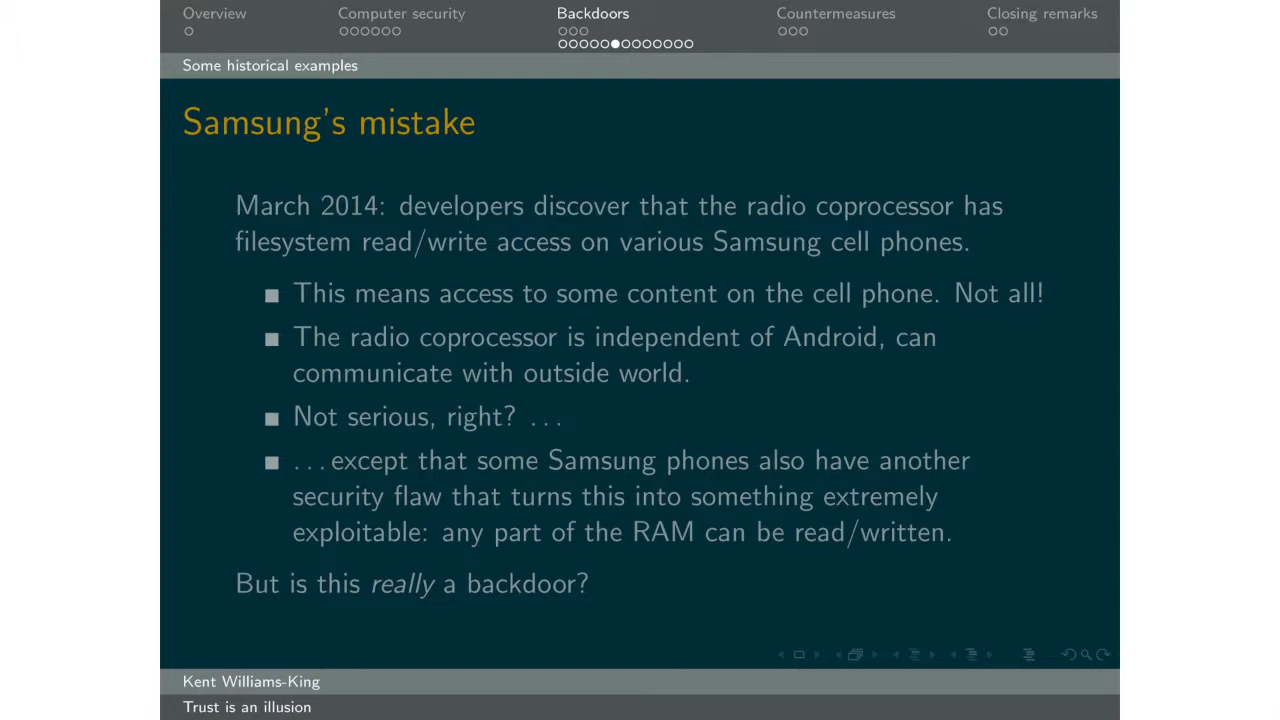 Overview
Computer security
Backdoors
Countermeasures
Closing remarks
Some historical examples
Samsung's mistake
March 2014: developers discover that the radio coprocessor has
filesystem read/write access on various Samsung cell phones.
This means access to some content on the cell phone. Not all!
The radio coprocessor is independent of Android, can
communicate with outside world.
Not serious, right? ...
...except that some Samsung phones also have another
security flaw that turns this into something extremely
exploitable: any part of the RAM can be read/written.
But is this really a backdoor?
Kent Williams-King
Trust is an illusion